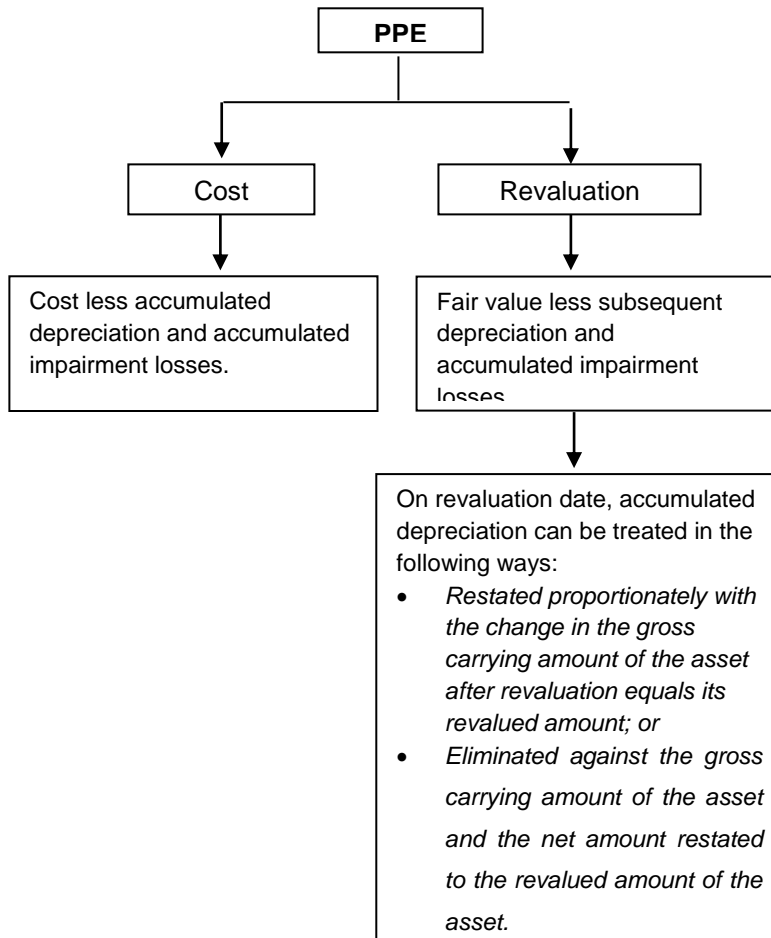 PPE
Cost
Revaluation
Cost less accumulated
depreciation and accumulated
impairment losses.
Fair value less subsequent
depreciation and
accumulated impairment
losses
On revaluation date, accumulated
depreciation can be treated in the
following ways:
• Restated proportionately with
the change in the gross
carrying amount of the asset
after revaluation equals its
revalued amount; or
• Eliminated against the gross
carrying amount of the asset
and the net amount restated
to the revalued amount of the
asset.